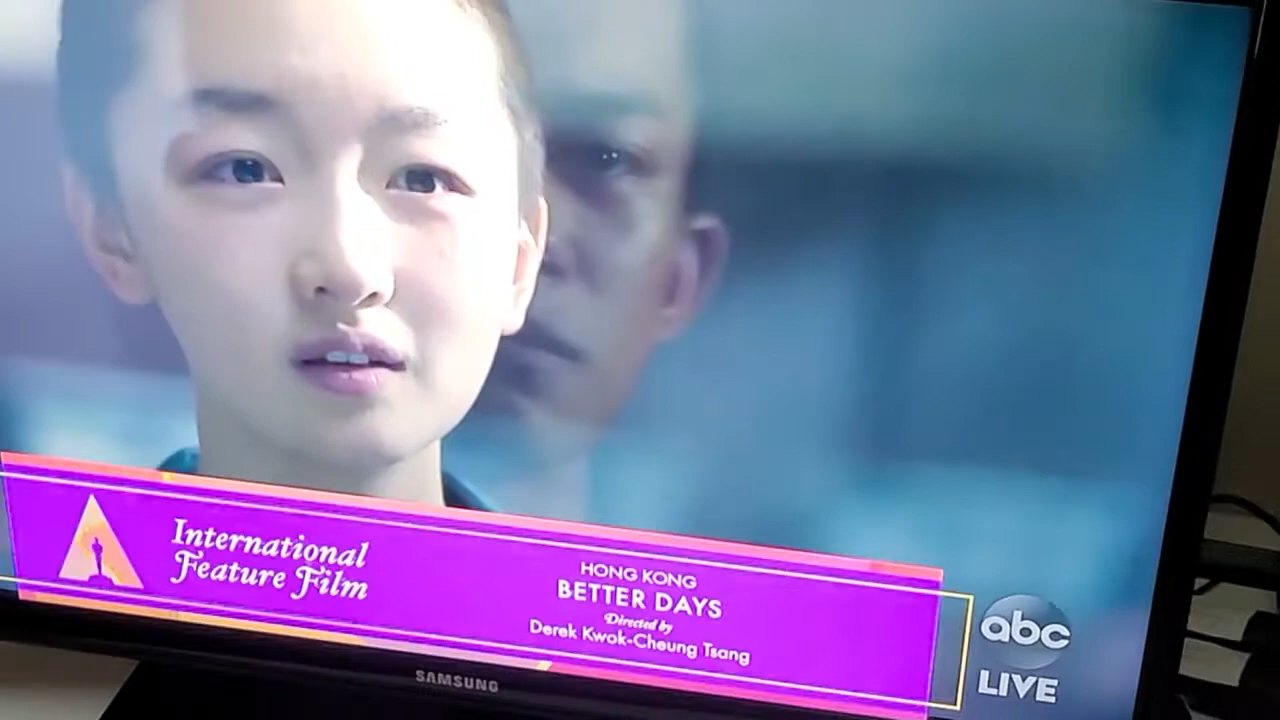 International
Feature Film
HONG KONG
BETTER DAYS
Directed by
Derek Kwok-Cheung Tsang
abc
LIVE
SAMSUNG